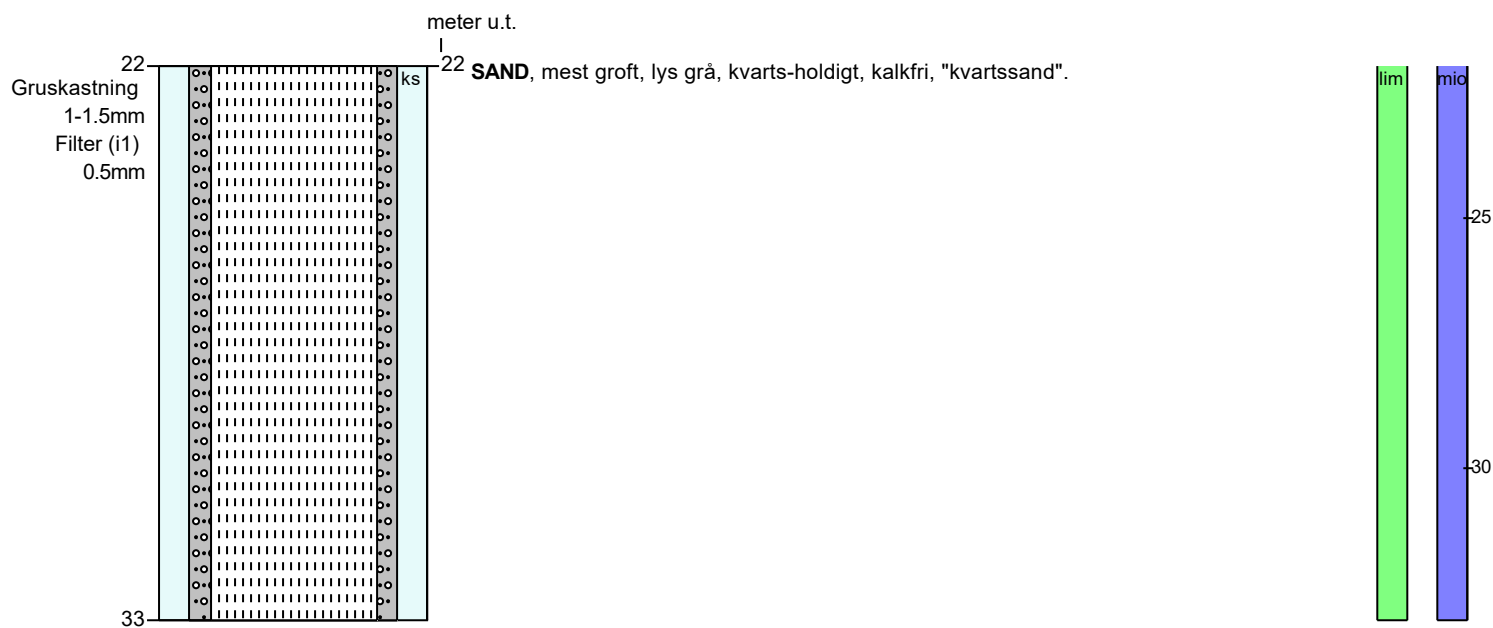 meter u.t.
22
22 SAND, mest groft, lys grå, kvarts-holdigt, kalkfri, "kvartssand".
ks
lim
mio
Gruskastning
1-1.5mm
Filter (i1)
0.5mm
25
30
33